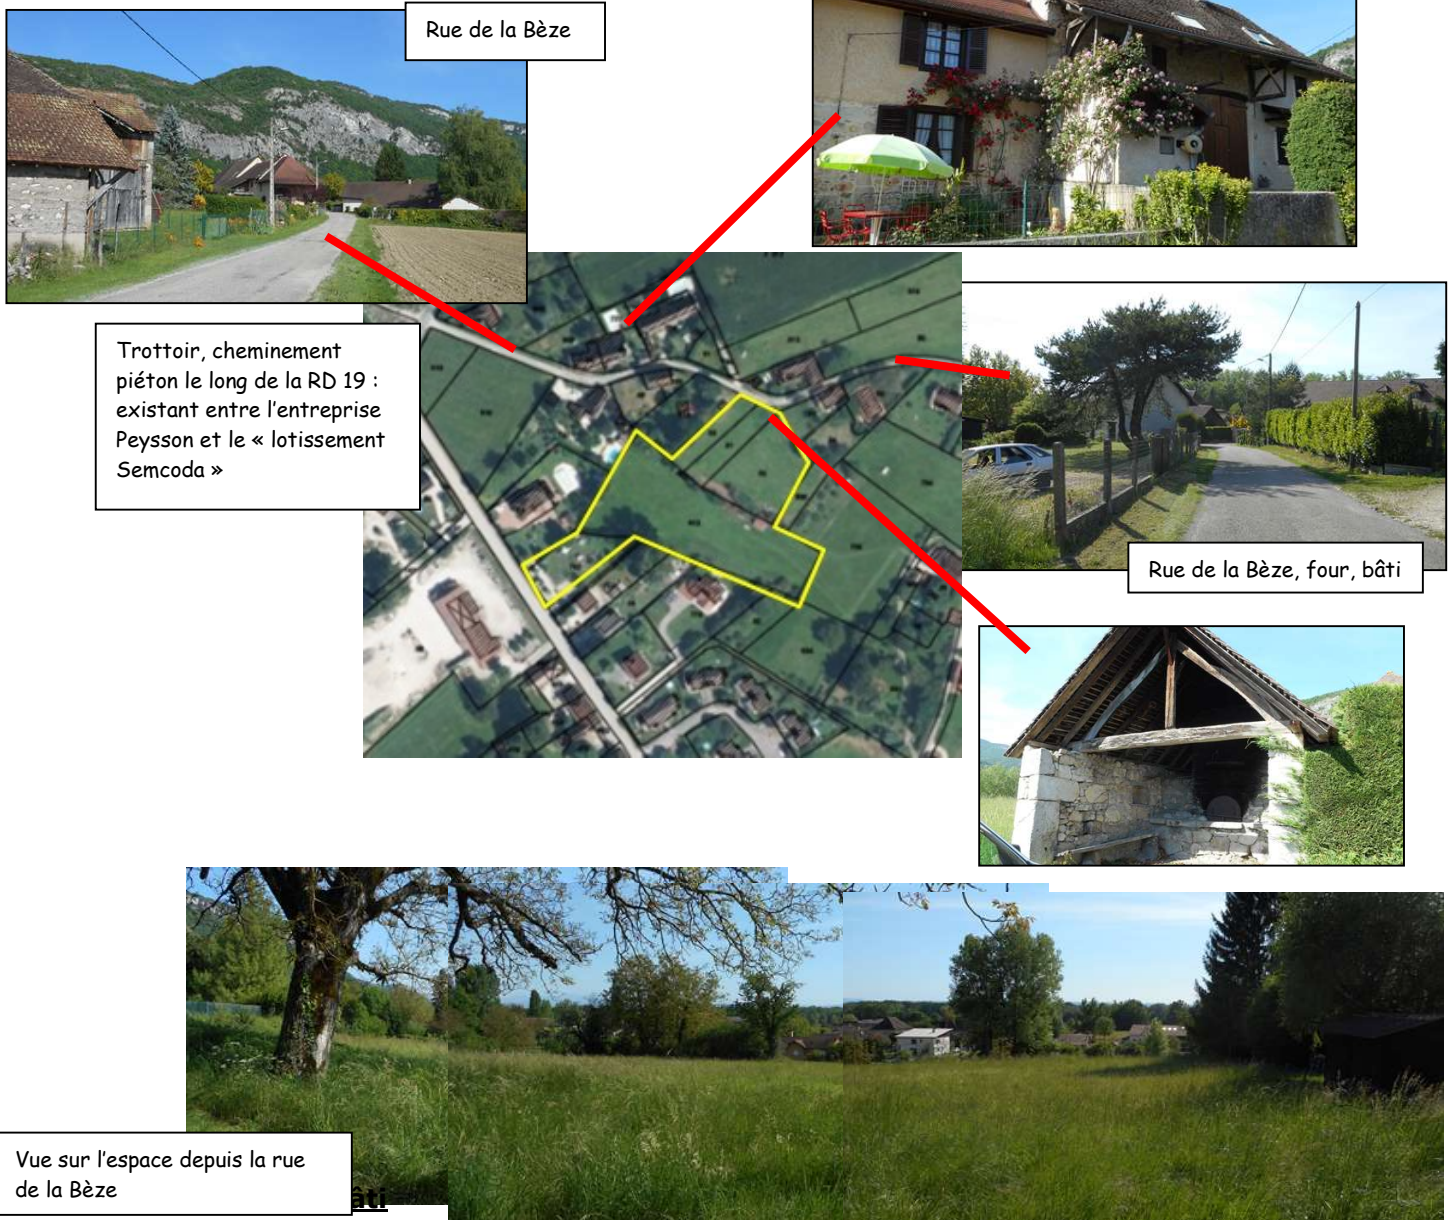 Rue de la Bèze
Trottoir, cheminement
piéton le long de la RD 19 :
existant entre l’entreprise
Peysson et le « lotissement
Semcoda »
Rue de la Bèze, four, bâti
Vue sur l’espace depuis la rue
de la Bèze
âti